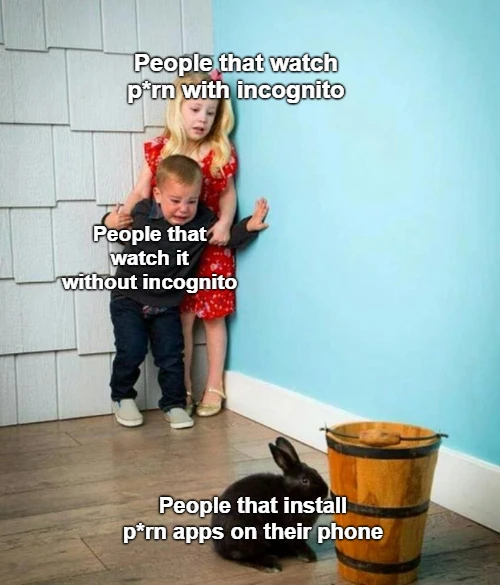 People that watch
p*rn with incognito
People that
watch it
without incognito
People that install
p*rn apps on their phone